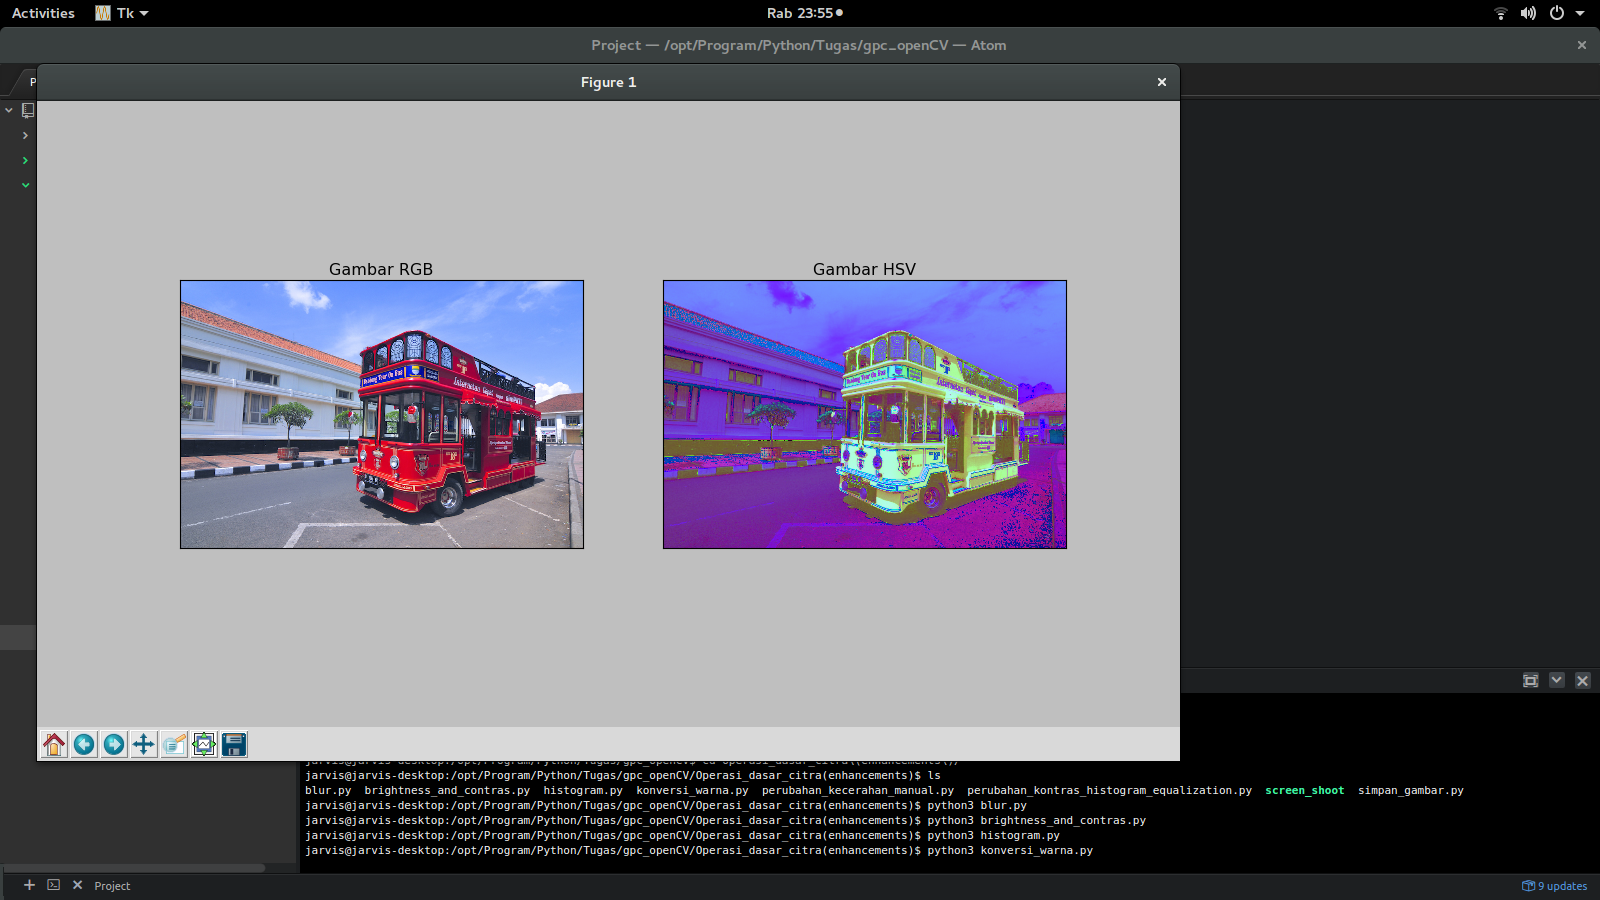 Activities Tk Rab 23:55
Project — /opt/Program/Python/Tugas/gpc_openCV — Atom
Figure 1
Gambar RGB
Gambar HSV
jarvis@jarvis-desktop:/opt/Program/Python/Tugas/gpc_openCV/Operasi_dasar_citra(enhancements)$ ls
blur.py brightness_and_contras.py histogram.py konversi_warna.py perubahan_kecerahan_manual.py perubahan_kontras_histogram_equalization.py screen_shoot simpan_gambar.py
jarvis@jarvis-desktop:/opt/Program/Python/Tugas/gpc_openCV/Operasi_dasar_citra(enhancements)$ python3 blur.py
jarvis@jarvis-desktop:/opt/Program/Python/Tugas/gpc_openCV/Operasi_dasar_citra(enhancements)$ python3 brightness_and_contras.py
jarvis@jarvis-desktop:/opt/Program/Python/Tugas/gpc_openCV/Operasi_dasar_citra(enhancements)$ python3 histogram.py
jarvis@jarvis-desktop:/opt/Program/Python/Tugas/gpc_openCV/Operasi_dasar_citra(enhancements)$ python3 konversi_warna.py
Project
9 updates